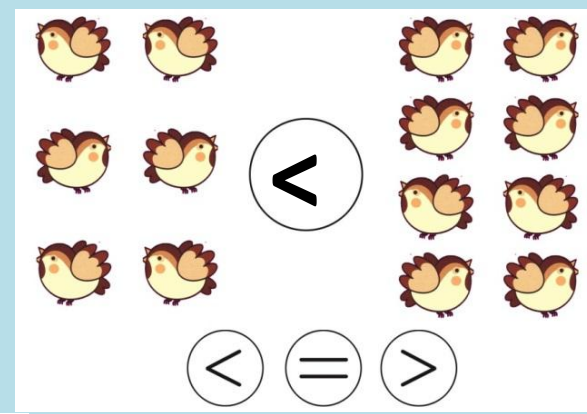 <
< = >